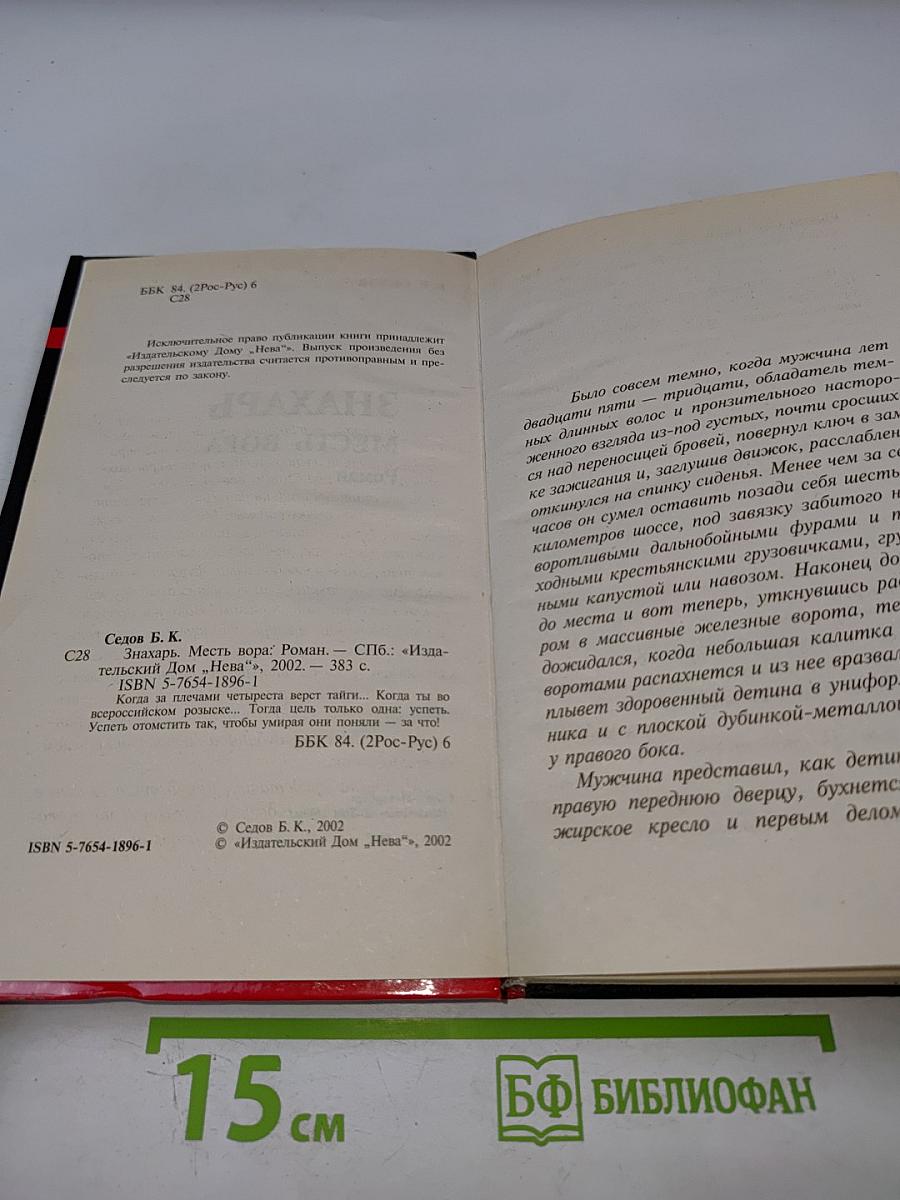 ББК 84. (2Рос-Рус) 6
С28
Исключительное право публикации книги принадлежит
«Издательскому Дому „Нева“». Выпуск произведения без
разрешения издательства считается противоправным и пре-
следуется по закону.
ЗНАХАРЬ
МЕСТЬ ВОРА
Роман
Седов Б. К.
С28 Знахарь. Месть вора: Роман. — СПб.: «Изда-
тельский Дом „Нева“», 2002. — 383 с.
ISBN 5-7654-1896-1
Когда за плечами четыреста верст тайги... Когда ты во
всероссийском розыске... Тогда цель только одна: успеть.
Успеть отомстить так, чтобы умирая они поняли — за что!
ББК 84. (2Рос-Рус) 6
© Седов Б. К., 2002
ISBN 5-7654-1896-1 © «Издательский Дом „Нева“», 2002
Было совсем темно, когда мужчина лет
двадцати пяти — тридцати, обладатель тем-
ных длинных волос и пронзительного насторо-
женного взгляда из-под густых, почти сросших
ся над переносицей бровей, повернул ключ в зам
ке зажигания и, заглушив движок, расслаблен
откинулся на спинку сиденья. Менее чем за се
часов он сумел оставить позади себя шесть
километров шоссе, под завязку забитого н
воротливыми дальнобойными фурами и т
ходными крестьянскими грузовичками, гру
ными капустой или навозом. Наконец до
до места и вот теперь, уткнувшись ра
ром в массивные железные ворота, те
дожидался, когда небольшая калитка
воротами распахнется и из нее вразвал
плывет здоровенный детина в унифор
ника и с плоской дубинкой-металло
у правого бока.
Мужчина представил, как детин
правую переднюю дверцу, бухнетс
жирское кресло и первым делом
15 см
БФ БИБЛИОФАН